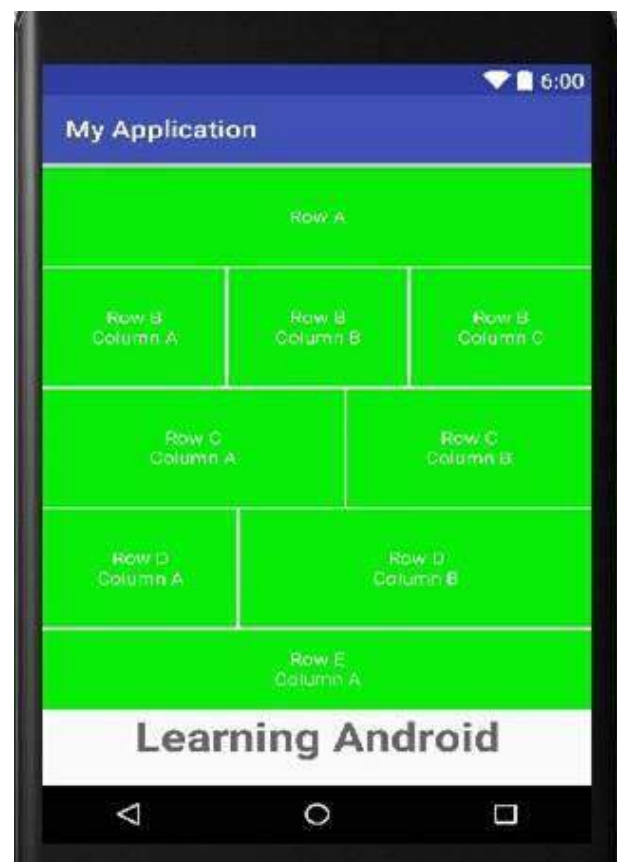 6:00
My Application
Row A
Row B
Column A
Row B
Column B
Row B
Column C
Row C
Column A
Row C
Column B
Row D
Column A
Row D
Column B
Row E
Column A
Learning Android